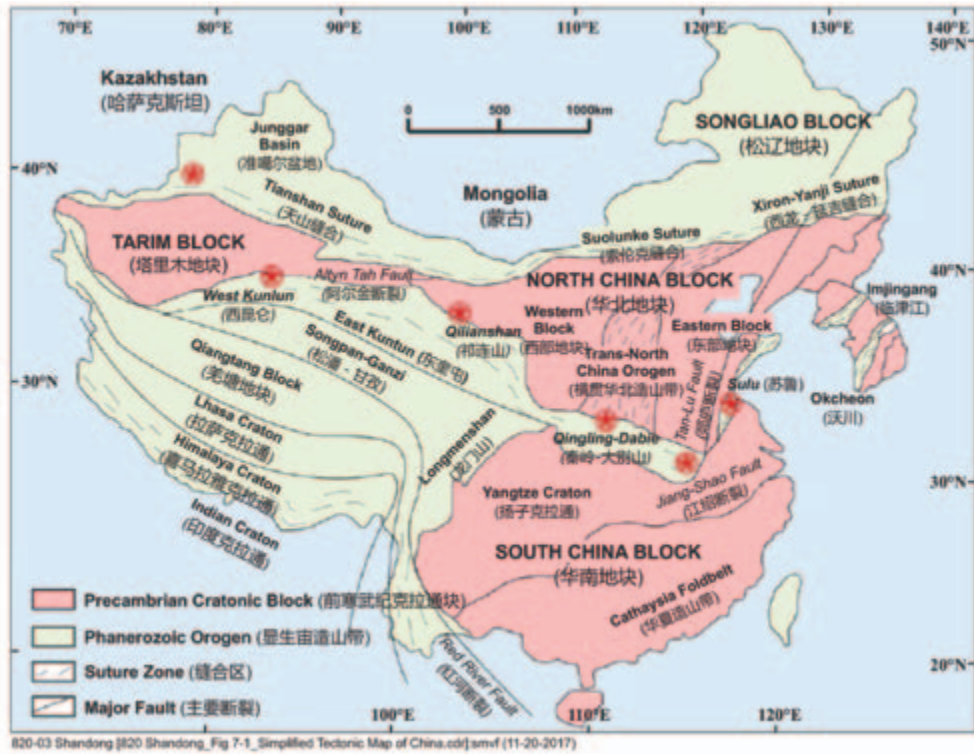 70°E
80°E
100°E
110°E
120°E
130°E
140°E
50°N
Kazakhstan
(哈萨克斯坦)
0 500 1000km
Junggar
Basin
(准噶尔盆地)
SONGLIAO BLOCK
(松辽地块)
40°N
Tianshan Suture
(天山缝合)
Mongolia
(蒙古)
Xiron-Yanji Suture
(西龙-延吉缝合)
Suolunke Suture
(索伦克缝合)
TARIM BLOCK
(塔里木地块)
Altyn Tah Fault
(阿尔金断裂)
NORTH CHINA BLOCK
(华北地块)
40°N
Imjingang
(临津江)
West Kunlun
(西昆仑)
East Kuntun (东昆屯)
Qilianshan
(祁连山)
Western
Block
(西部地块)
Eastern Block
(东部地块)
Songpan-Ganzi
(松潘-甘孜)
Trans-North
China Orogen
(横贯华北造山带)
Tan-Lu Fault
(郯庐断裂)
Sulu (苏鲁)
Okcheon
(沃川)
30°N
Qiangtang Block
(羌塘地块)
Lhasa Craton
(拉萨克拉通)
Himalaya Craton
(喜马拉雅克拉通)
Indian Craton
(印度克拉通)
Longmenshan
(龙门山)
Qingling-Dabie
(秦岭-大别山)
Yangtze Craton
(扬子克拉通)
Jiang-Shao Fault
(江绍断裂)
30°N
SOUTH CHINA BLOCK
(华南地块)
Cathaysia Foldbelt
(华夏造山带)
Red River Fault
(红河断裂)
20°N
Precambrian Cratonic Block (前寒武纪克拉通块)
Phanerozoic Orogen (显生宙造山带)
Suture Zone (缝合区)
Major Fault (主要断裂)
100°E
110°E
120°E
820-03 Shandong [820 Shandong_Fig 7-1_Simplified Tectonic Map of China.cdr];smvf (11-20-2017)